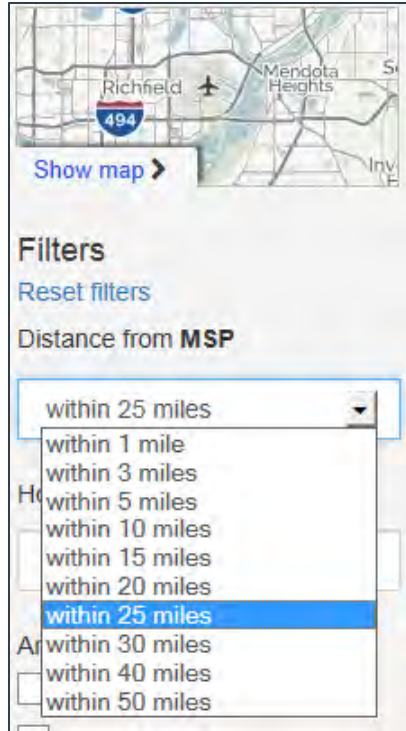 Richfield
Mendota
Heights
494
Show map
Filters
Reset filters
Distance from MSP
within 25 miles
within 1 mile
within 3 miles
within 5 miles
within 10 miles
within 15 miles
within 20 miles
within 25 miles
within 30 miles
within 40 miles
within 50 miles